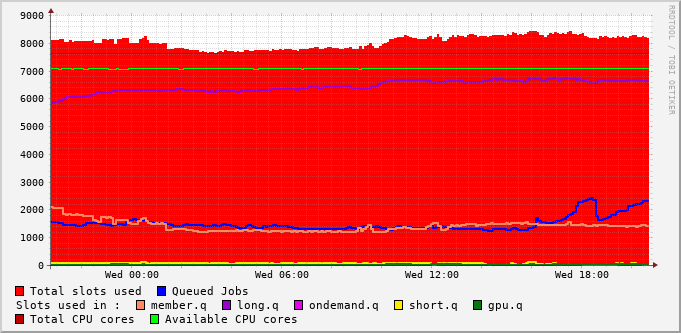 9000
8000
7000
6000
5000
4000
3000
2000
1000
0
Wed 00:00 Wed 06:00 Wed 12:00 Wed 18:00
RRDTOOL / TOBI OETIKER
Total slots used Queued Jobs
Slots used in : member.q long.q ondemand.q short.q gpu.q
Total CPU cores Available CPU cores